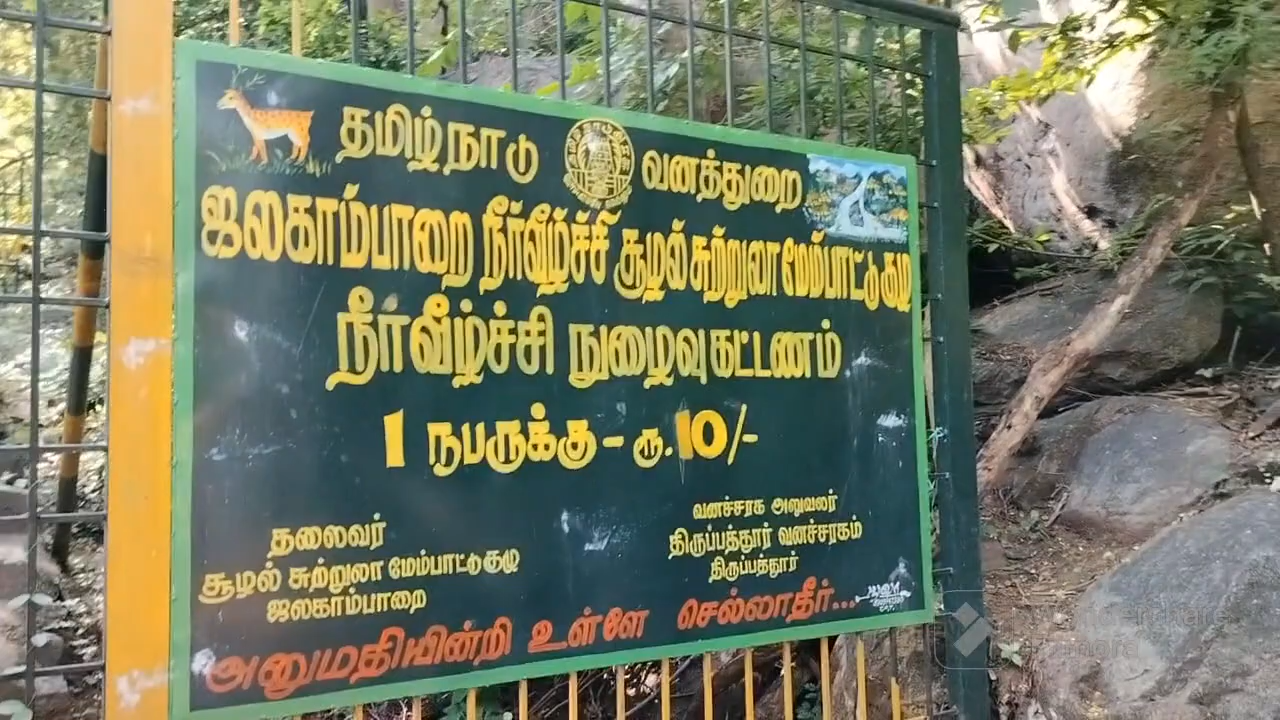 தமிழ்நாடு வனத்துறை
ஜலகாம்பாறை நீர்வீழ்ச்சி சூழல் சுற்றுலா மேம்பாட்டு குழு
நீர்வீழ்ச்சி நுழைவு கட்டணம்
1 நபருக்கு - ரூ. 10/-
தலைவர்
சூழல் சுற்றுலா மேம்பாட்டுகுழு
ஜலகாம்பாறை
வனச்சரக அலுவலர்
திருப்பத்தூர் வனச்சரகம்
திருப்பத்தூர்
அனுமதியின்றி உள்ளே செல்லாதீர்...